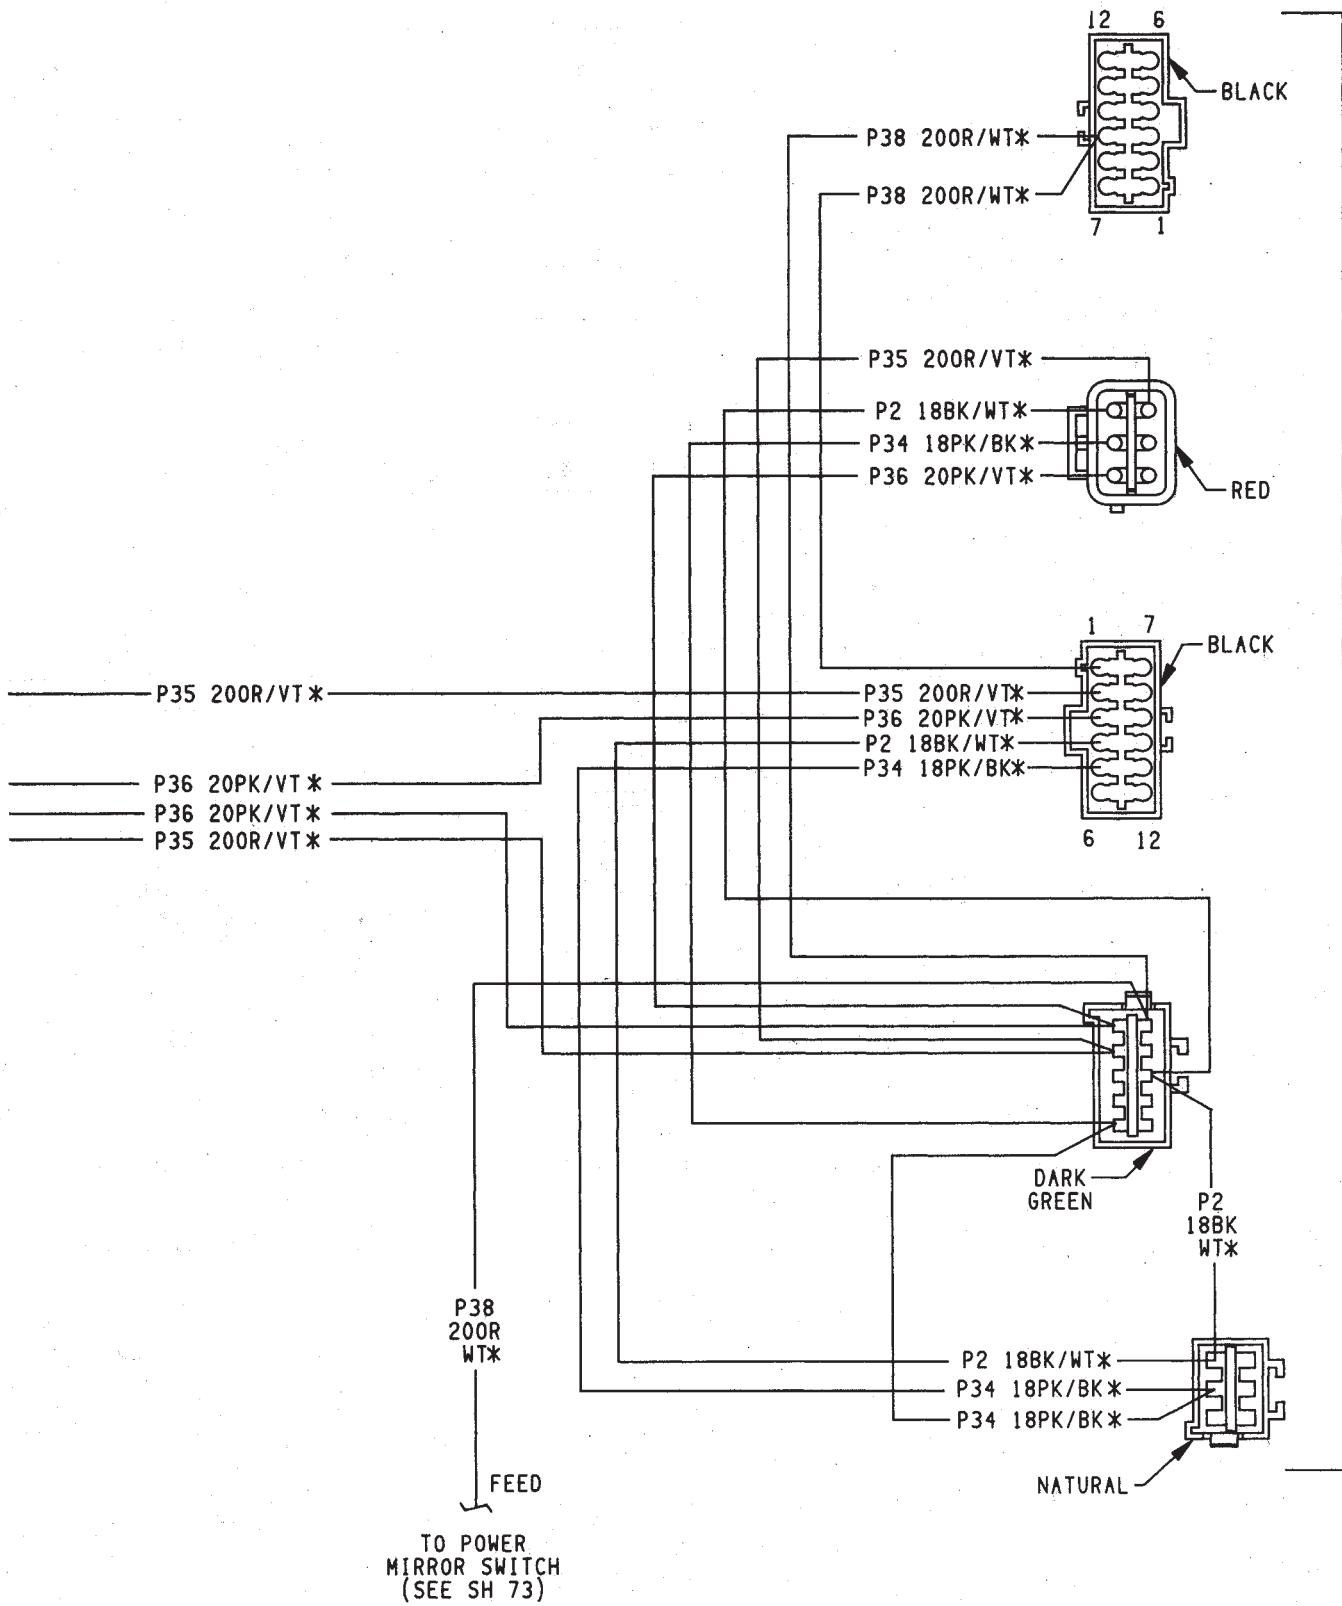 12 6
BLACK
P38 20OR/WT*
P38 20OR/WT*
7 1
P35 20OR/VT*
P2 18BK/WT*
P34 18PK/BK*
P36 20PK/VT*
RED
1 7
BLACK
P35 20OR/VT*
P35 20OR/VT*
P36 20PK/VT*
P2 18BK/WT*
P34 18PK/BK*
P36 20PK/VT*
P36 20PK/VT*
P35 20OR/VT*
6 12
DARK
GREEN
P2
18BK
WT*
P38
20OR
WT*
P2 18BK/WT*
P34 18PK/BK*
P34 18PK/BK*
NATURAL
FEED
TO POWER
MIRROR SWITCH
(SEE SH 73)